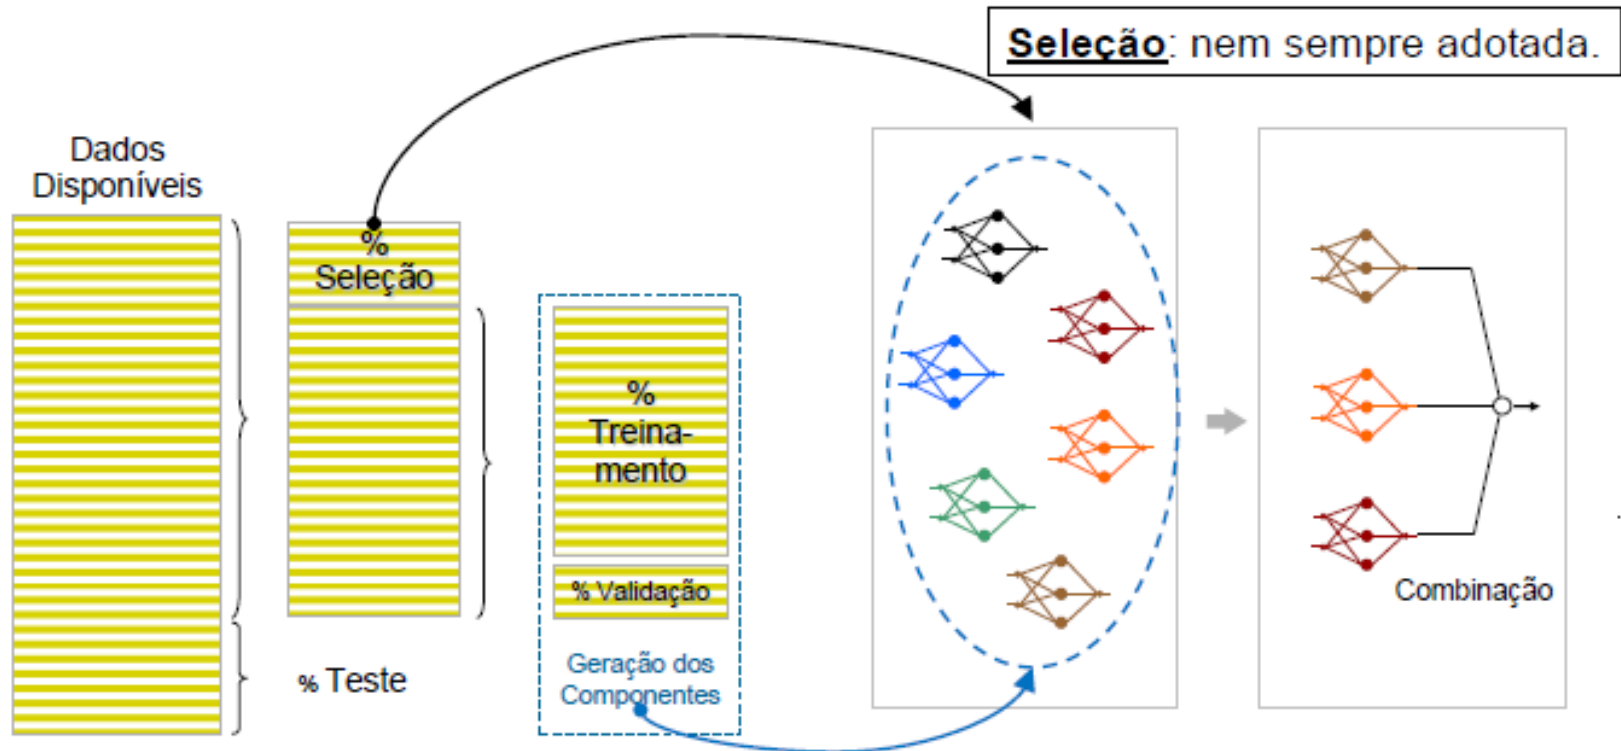 Seleção: nem sempre adotada.
Dados
Disponíveis
%
Seleção
%
Treina-
mento
% Validação
Geração dos
Componentes
% Teste
Combinação